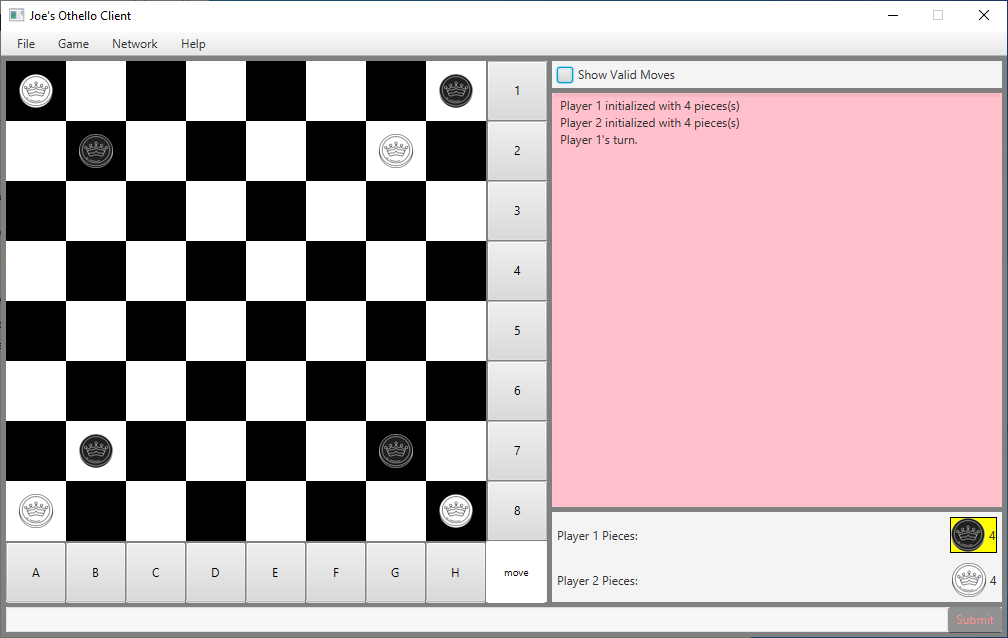 Joe's Othello Client
File Game Network Help
Show Valid Moves
Player 1 initialized with 4 pieces(s)
Player 2 initialized with 4 pieces(s)
Player 1's turn.
1
2
3
4
5
6
7
8
A B C D E F G H move
Player 1 Pieces: 4
Player 2 Pieces: 4
Submit